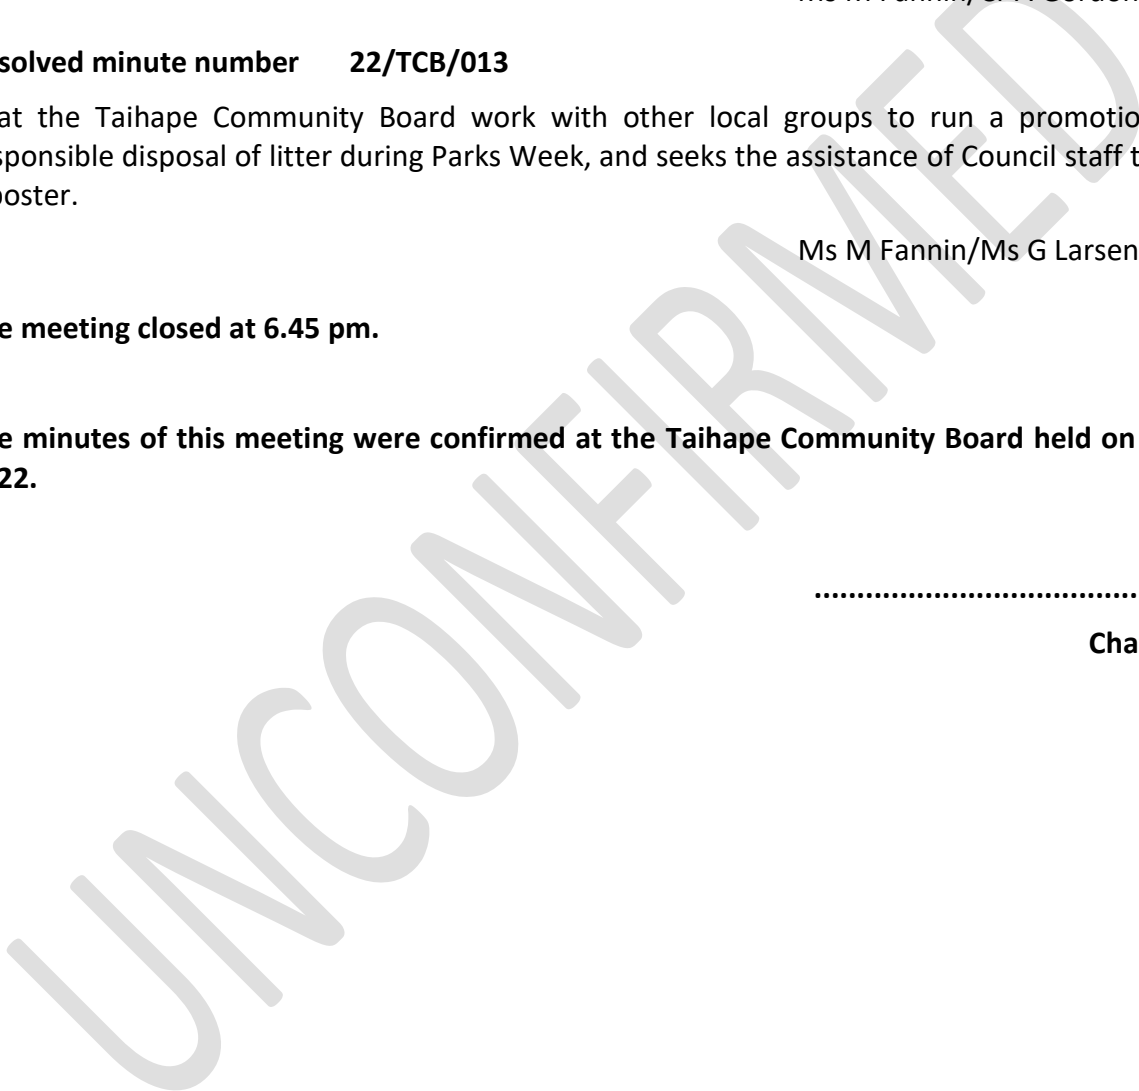 solved minute number 22/TCB/013
at the Taihape Community Board work with other local groups to run a promotio
sponsible disposal of litter during Parks Week, and seeks the assistance of Council staff t
poster.
Ms M Fannin/Ms G Larsen
e meeting closed at 6.45 pm.
e minutes of this meeting were confirmed at the Taihape Community Board held on
22.
......................................
Cha
UNCONFIRMED